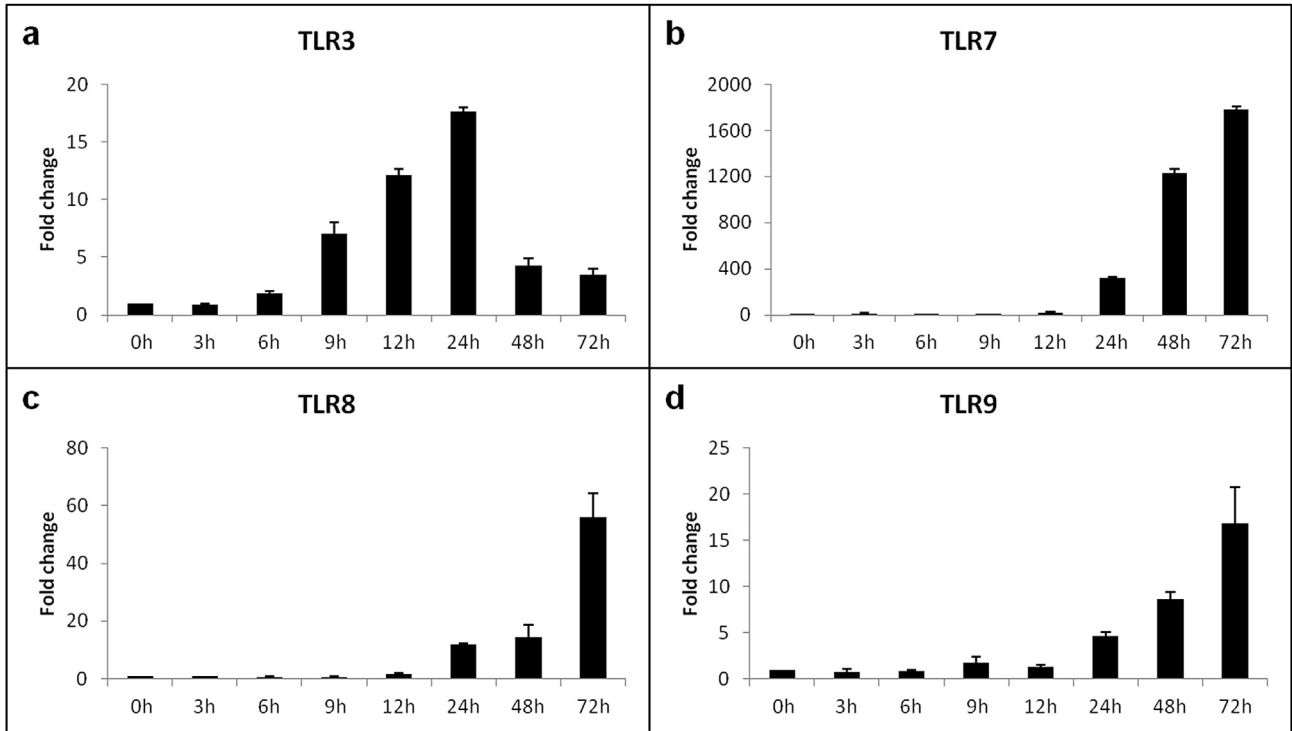 a
TLR3
Fold change
20
15
10
5
0
0h 3h 6h 9h 12h 24h 48h 72h
b
TLR7
Fold change
2000
1600
1200
800
400
0
0h 3h 6h 9h 12h 24h 48h 72h
c
TLR8
Fold change
80
60
40
20
0
0h 3h 6h 9h 12h 24h 48h 72h
d
TLR9
Fold change
25
20
15
10
5
0
0h 3h 6h 9h 12h 24h 48h 72h